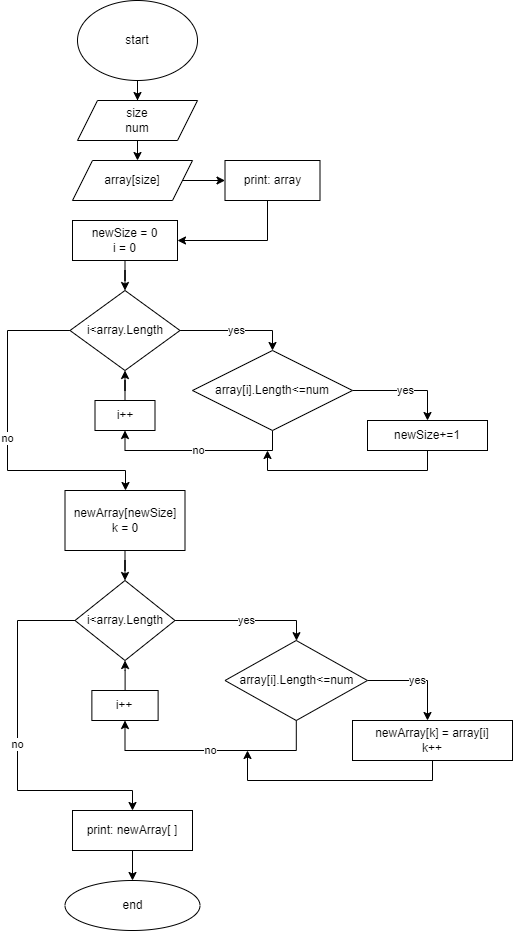 start
size
num
array[size]
print: array
newSize = 0
i = 0
i<array.Length
yes
array[i].Length<=num
yes
i++
newSize+=1
no
no
newArray[newSize]
k = 0
i<array.Length
yes
array[i].Length<=num
yes
i++
newArray[k] = array[i]
k++
no
no
print: newArray[ ]
end